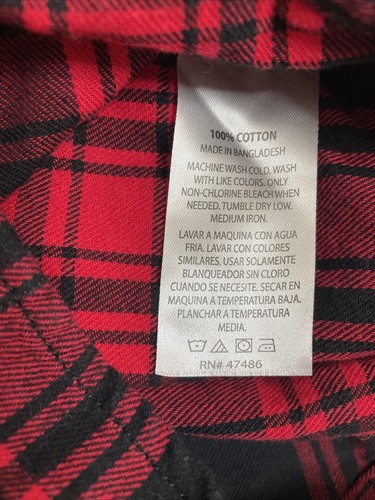 100% COTTON
MADE IN BANGLADESH
MACHINE WASH COLD. WASH
WITH LIKE COLORS. ONLY
NON-CHLORINE BLEACH WHEN
NEEDED. TUMBLE DRY LOW.
MEDIUM IRON.
LAVAR A MAQUINA CON AGUA
FRIA. LAVAR CON COLORES
SIMILARES. USAR SOLAMENTE
BLANQUEADOR SIN CLORO
CUANDO SE NECESITE. SECAR EN
MAQUINA A TEMPERATURA BAJA.
PLANCHAR A TEMPERATURA
MEDIA.
RN# 47486